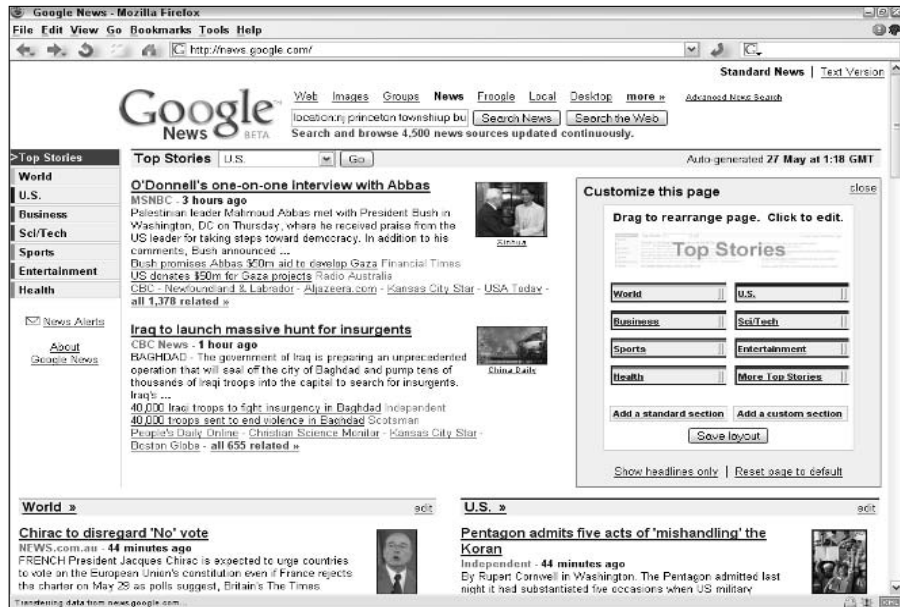 Google News - Mozilla Firefox
File Edit View Go Bookmarks Tools Help
http://news.google.com/
Standard News | Text Version
Google News BETA
Web Images Groups News Froogle Local Desktop more » Advanced News Search
location:nj princeton townshiup bu Search News Search the Web
Search and browse 4,500 news sources updated continuously.
>Top Stories
World
U.S.
Business
Sci/Tech
Sports
Entertainment
Health
News Alerts
About
Google News
Top Stories U.S. Go
Auto-generated 27 May at 1:18 GMT
O'Donnell's one-on-one interview with Abbas
MSNBC - 3 hours ago
Palestinian leader Mahmoud Abbas met with President Bush in
Washington, DC on Thursday, where he received praise from the
US leader for taking steps toward democracy. In addition to his
comments, Bush announced ...
Bush promises Abbas $50m aid to develop Gaza Financial Times
US donates $50m for Gaza projects Radio Australia
CBC - Newfoundland & Labrador - Aljazeera.com - Kansas City Star - USA Today -
all 1,378 related »
Xinhua
Iraq to launch massive hunt for insurgents
CBC News - 1 hour ago
BAGHDAD - The government of Iraq is preparing an unprecedented
operation that will seal off the city of Baghdad and pump tens of
thousands of Iraqi troops into the capital to search for insurgents.
Iraq's ...
40,000 Iraqi troops to fight insurgency in Baghdad Independent
40,000 troops sent to end violence in Baghdad Scotsman
People's Daily Online - Christian Science Monitor - Kansas City Star -
Boston Globe - all 655 related »
China Daily
Customize this page close
Drag to rearrange page. Click to edit.
Top Stories
World U.S.
Business Sci/Tech
Sports Entertainment
Health More Top Stories
Add a standard section Add a custom section
Save layout
Show headlines only | Reset page to default
World » edit
Chirac to disregard 'No' vote
NEWS.com.au - 44 minutes ago
FRENCH President Jacques Chirac is expected to urge countries
to vote on the European Union's constitution even if France rejects
the charter on May 29 as polls suggest, Britain's The Times
U.S. » edit
Pentagon admits five acts of 'mishandling' the
Koran
Independent - 44 minutes ago
By Rupert Cornwell in Washington. The Pentagon admitted last
night it had substantiated five occasions when US military
Transferring data from news.google.com...